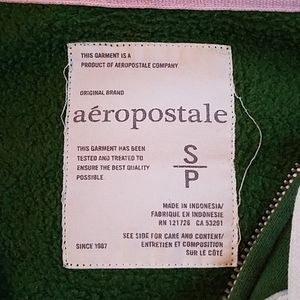 THIS GARMENT IS A
PRODUCT OF AEROPOSTALE COMPANY
ORIGINAL BRAND
aéropostale
THIS GARMENT HAS BEEN
TESTED AND TREATED TO
ENSURE THE BEST QUALITY
POSSIBLE.
S
P
MADE IN INDONESIA/
FABRIQUE EN INDONESIE
RN 121726 CA 53201
SEE SIDE FOR CARE AND CONTENT/
ENTRETIEN ET COMPOSITION
SUR LE CÔTÉ
SINCE 1987